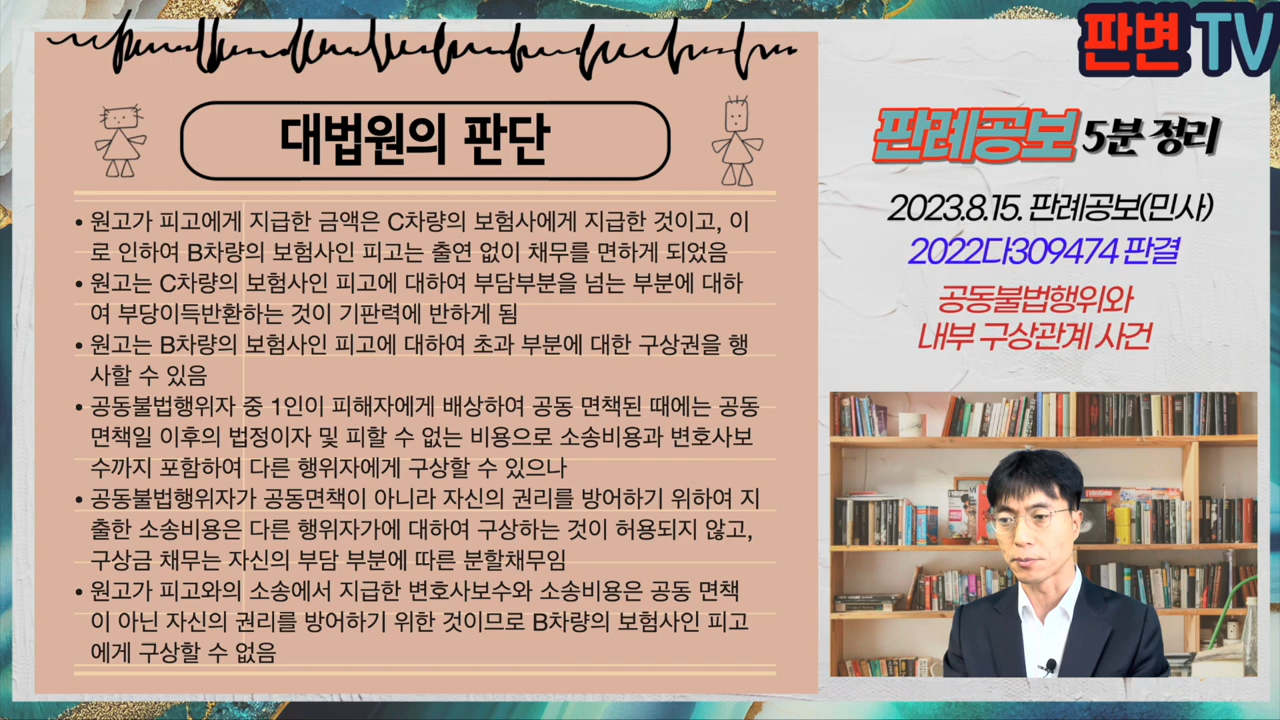 판변 TV
대법원의 판단
• 원고가 피고에게 지급한 금액은 C차량의 보험사에게 지급한 것이고, 이
로 인하여 B차량의 보험사인 피고는 출연 없이 채무를 면하게 되었음
• 원고는 C차량의 보험사인 피고에 대하여 부담부분을 넘는 부분에 대하
여 부당이득반환하는 것이 기판력에 반하게 됨
• 원고는 B차량의 보험사인 피고에 대하여 초과 부분에 대한 구상권을 행
사할 수 있음
• 공동불법행위자 중 1인이 피해자에게 배상하여 공동 면책된 때에는 공동
면책일 이후의 법정이자 및 피할 수 없는 비용으로 소송비용과 변호사보
수까지 포함하여 다른 행위자에게 구상할 수 있으나
• 공동불법행위자가 공동면책이 아니라 자신의 권리를 방어하기 위하여 지
출한 소송비용은 다른 행위자가에 대하여 구상하는 것이 허용되지 않고,
구상금 채무는 자신의 부담 부분에 따른 분할채무임
• 원고가 피고와의 소송에서 지급한 변호사보수와 소송비용은 공동 면책
이 아닌 자신의 권리를 방어하기 위한 것이므로 B차량의 보험사인 피고
에게 구상할 수 없음
판례공보 5분 정리
2023.8.15. 판례공보(민사)
2022다309474 판결
공동불법행위와
내부 구상관계 사건